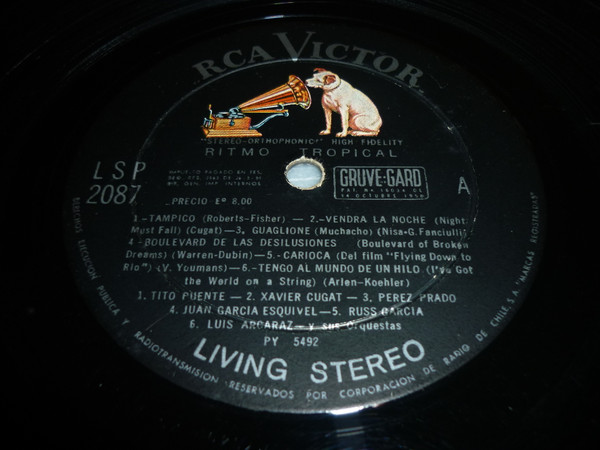 RCA VICTOR
"STEREO-ORTHOPHONIC" HIGH FIDELITY
RITMO TROPICAL
LSP
2087
GRUVE-GARD
A
PRECIO Eº 8.00
1.-TAMPICO (Roberts-Fisher) — 2.-VENDRA LA NOCHE (Night
Must Fall) (Cugat) — 3, GUAGLIONE (Muchacho) (Nisa-G.Fanciulli)
4 -BOULEVARD DE LAS DESILUSIONES (Boulevard of Broken
Dreams) (Warren-Dubin) — 5.-CARIOCA (Del film "Flying Down to
Rio") (V. Youmans) — 6.-TENGO AL MUNDO DE UN HILO (I've Got
the World on a String) (Arlen-Koehler)
1. TITO PUENTE — 2. XAVIER CUGAT — 3. PEREZ PRADO
4. JUAN GARCIA ESQUIVEL — 5. RUSS GARCIA
6. LUIS ARCARAZ — y sus Orquestas
PY 5492
LIVING STEREO
EJECUCION PUBLICA Y RADIOTRANSMISION RESERVADOS POR CORPORACION DE RADIO DE CHILE, S.A. "MARCAS REGISTRADAS"